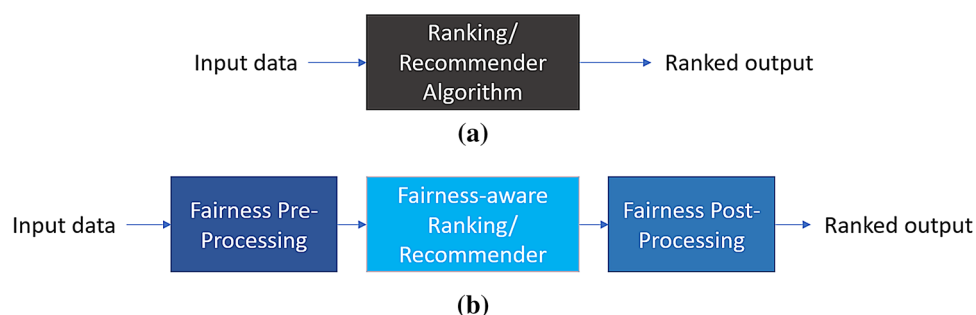 Input data
Ranking/
Recommender
Algorithm
Ranked output
(a)
Input data
Fairness Pre-
Processing
Fairness-aware
Ranking/
Recommender
Fairness Post-
Processing
Ranked output
(b)